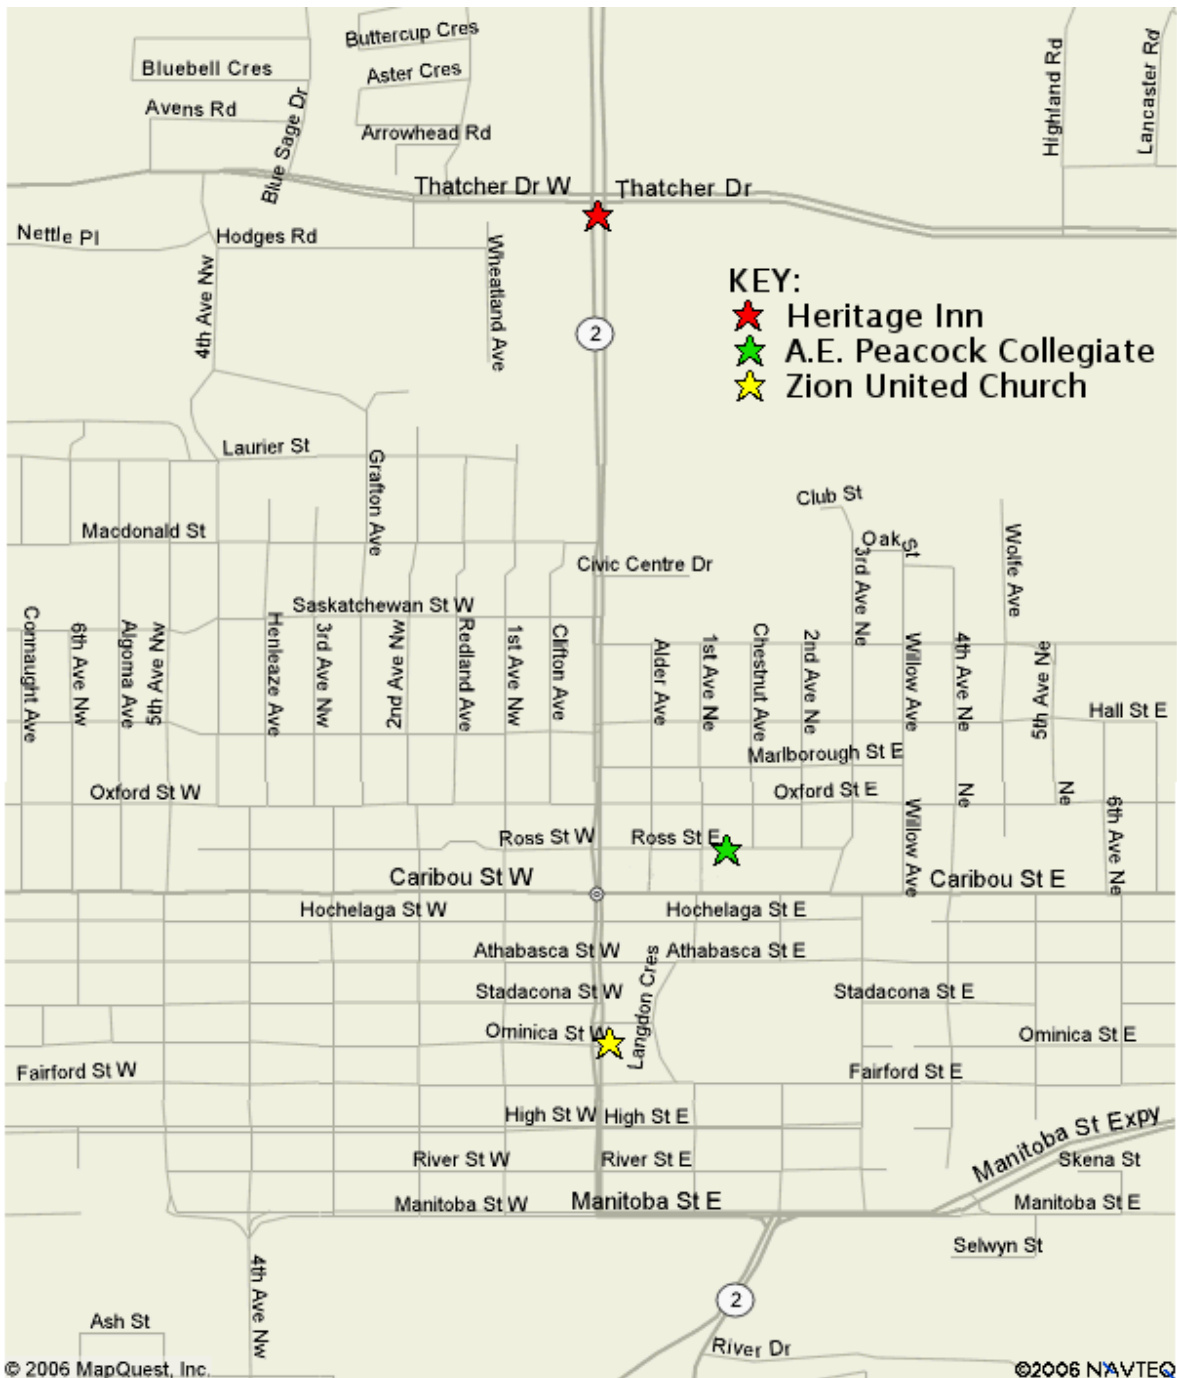 Buttercup Cres
Bluebell Cres
Aster Cres
Avens Rd
Arrowhead Rd
Blue Sage Dr
Highland Rd
Lancaster Rd
Thatcher Dr W
Thatcher Dr
Nettle Pl
Hodges Rd
Wheatland Ave
4th Ave Nw
KEY:
Heritage Inn
A.E. Peacock Collegiate
Zion United Church
2
Laurier St
Grafton Ave
Club St
Macdonald St
Oak St
Civic Centre Dr
3rd Ave Ne
Wolfe Ave
Saskatchewan St W
Connaught Ave
6th Ave Nw
Algoma Ave
5th Ave Nw
Henleaze Ave
3rd Ave Nw
2nd Ave Nw
Redland Ave
1st Ave Nw
Clifton Ave
Alder Ave
1st Ave Ne
Chestnut Ave
2nd Ave Ne
Willow Ave
4th Ave Ne
5th Ave Ne
Hall St E
Marlborough St E
Oxford St W
Oxford St E
Ne
Ne
Willow Ave
6th Ave Ne
Ross St W
Ross St E
Caribou St W
Caribou St E
Hochelaga St W
Hochelaga St E
Athabasca St W
Athabasca St E
Langdon Cres
Stadacona St W
Stadacona St E
Ominica St W
Ominica St E
Fairford St W
Fairford St E
High St W
High St E
Manitoba St Expy
River St W
River St E
Skena St
Manitoba St W
Manitoba St E
Manitoba St E
Selwyn St
4th Ave Nw
2
Ash St
River Dr
© 2006 MapQuest, Inc.
©2006 NAVTEQ